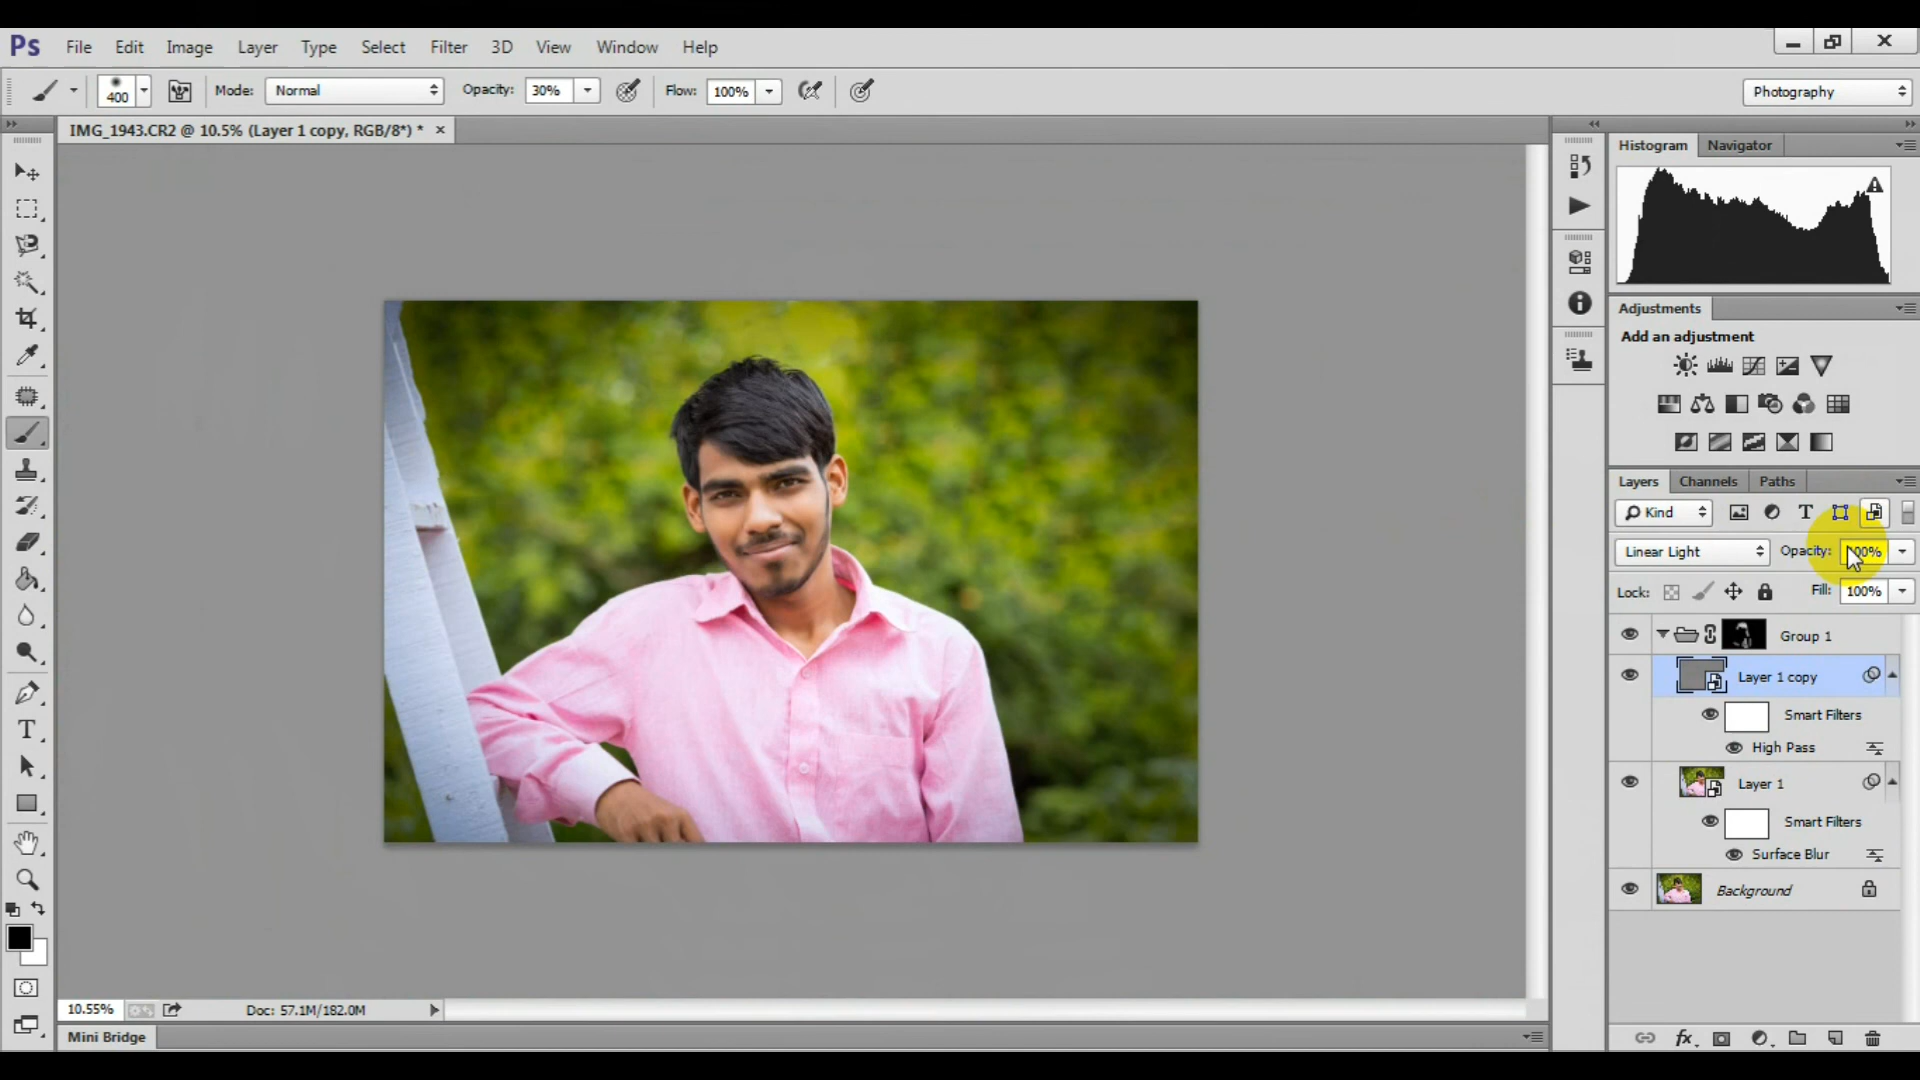 Ps File Edit Image Layer Type Select Filter 3D View Window Help
400 Mode: Normal Opacity: 30% Flow: 100% Photography
IMG_1943.CR2 @ 10.5% (Layer 1 copy, RGB/8*) * ×
Histogram Navigator
Adjustments
Add an adjustment
Layers Channels Paths
Kind
Linear Light Opacity: 100%
Lock: Fill: 100%
Group 1
Layer 1 copy
Smart Filters
High Pass
Layer 1
Smart Filters
Surface Blur
Background
10.55% Doc: 57.1M/182.0M
Mini Bridge